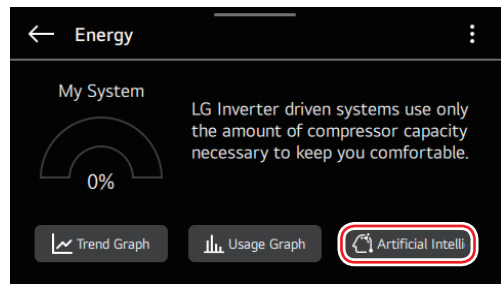 Energy
My System
LG Inverter driven systems use only
the amount of compressor capacity
necessary to keep you comfortable.
0%
Trend Graph
Usage Graph
Artificial Intelli